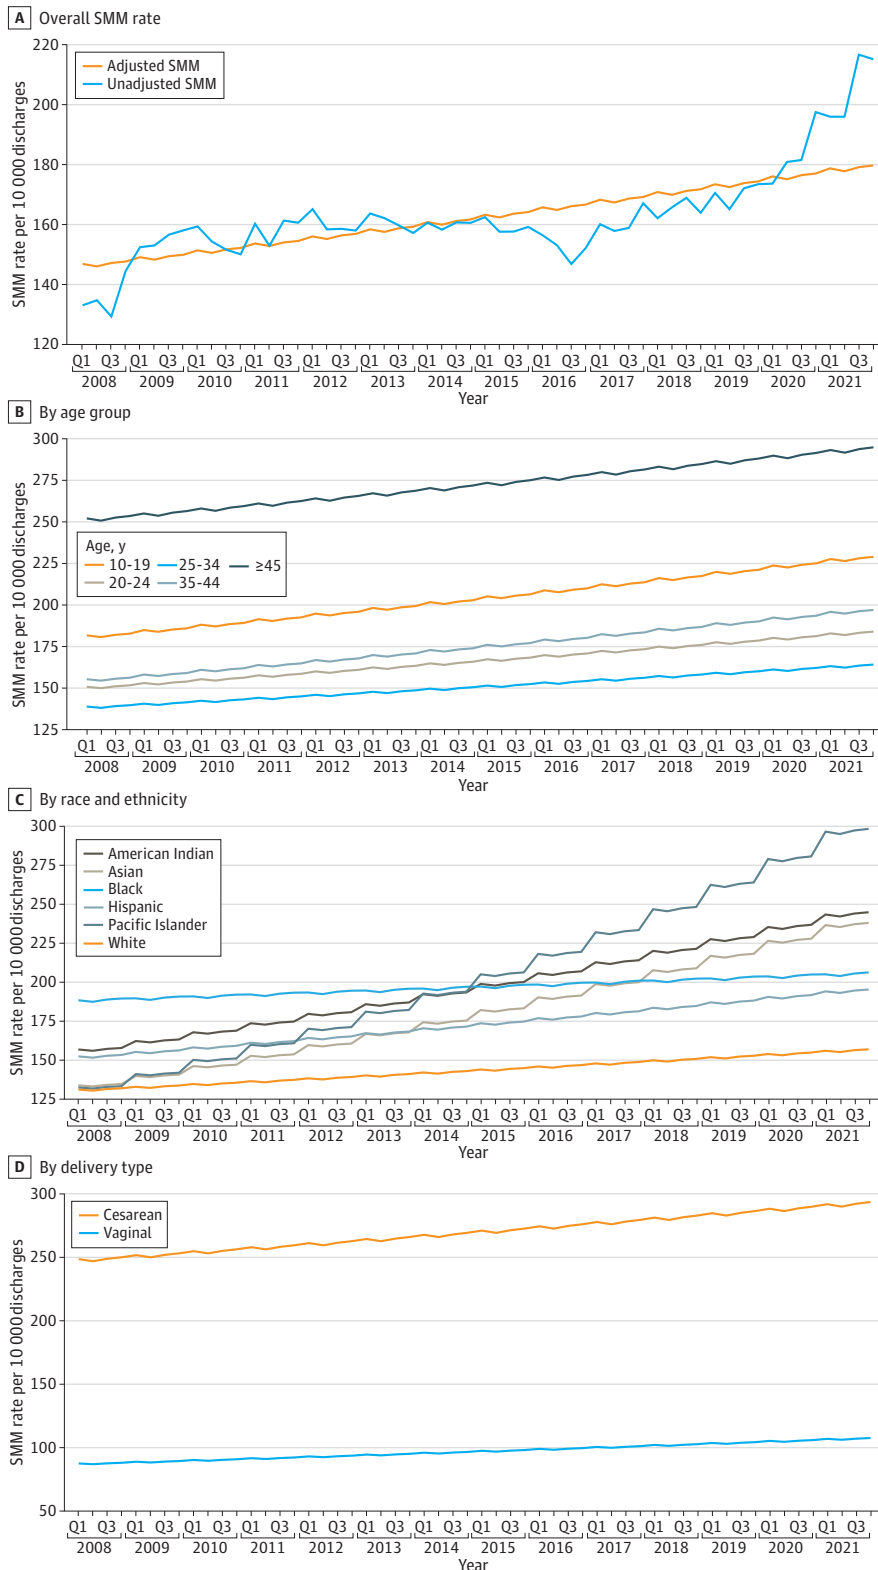 A Overall SMM rate
220
200
180
160
140
120
SMM rate per 10 000 discharges
Adjusted SMM
Unadjusted SMM
Q1 Q3 Q1 Q3 Q1 Q3 Q1 Q3 Q1 Q3 Q1 Q3 Q1 Q3 Q1 Q3 Q1 Q3 Q1 Q3 Q1 Q3 Q1 Q3 Q1 Q3 Q1 Q3
2008 2009 2010 2011 2012 2013 2014 2015 2016 2017 2018 2019 2020 2021
Year
B By age group
300
275
250
225
200
175
150
125
SMM rate per 10 000 discharges
Age, y
10-19 25-34 ≥45
20-24 35-44
Q1 Q3 Q1 Q3 Q1 Q3 Q1 Q3 Q1 Q3 Q1 Q3 Q1 Q3 Q1 Q3 Q1 Q3 Q1 Q3 Q1 Q3 Q1 Q3 Q1 Q3 Q1 Q3
2008 2009 2010 2011 2012 2013 2014 2015 2016 2017 2018 2019 2020 2021
Year
C By race and ethnicity
300
275
250
225
200
175
150
125
SMM rate per 10 000 discharges
American Indian
Asian
Black
Hispanic
Pacific Islander
White
Q1 Q3 Q1 Q3 Q1 Q3 Q1 Q3 Q1 Q3 Q1 Q3 Q1 Q3 Q1 Q3 Q1 Q3 Q1 Q3 Q1 Q3 Q1 Q3 Q1 Q3 Q1 Q3
2008 2009 2010 2011 2012 2013 2014 2015 2016 2017 2018 2019 2020 2021
Year
D By delivery type
300
250
200
150
100
50
SMM rate per 10 000 discharges
Cesarean
Vaginal
Q1 Q3 Q1 Q3 Q1 Q3 Q1 Q3 Q1 Q3 Q1 Q3 Q1 Q3 Q1 Q3 Q1 Q3 Q1 Q3 Q1 Q3 Q1 Q3 Q1 Q3 Q1 Q3
2008 2009 2010 2011 2012 2013 2014 2015 2016 2017 2018 2019 2020 2021
Year